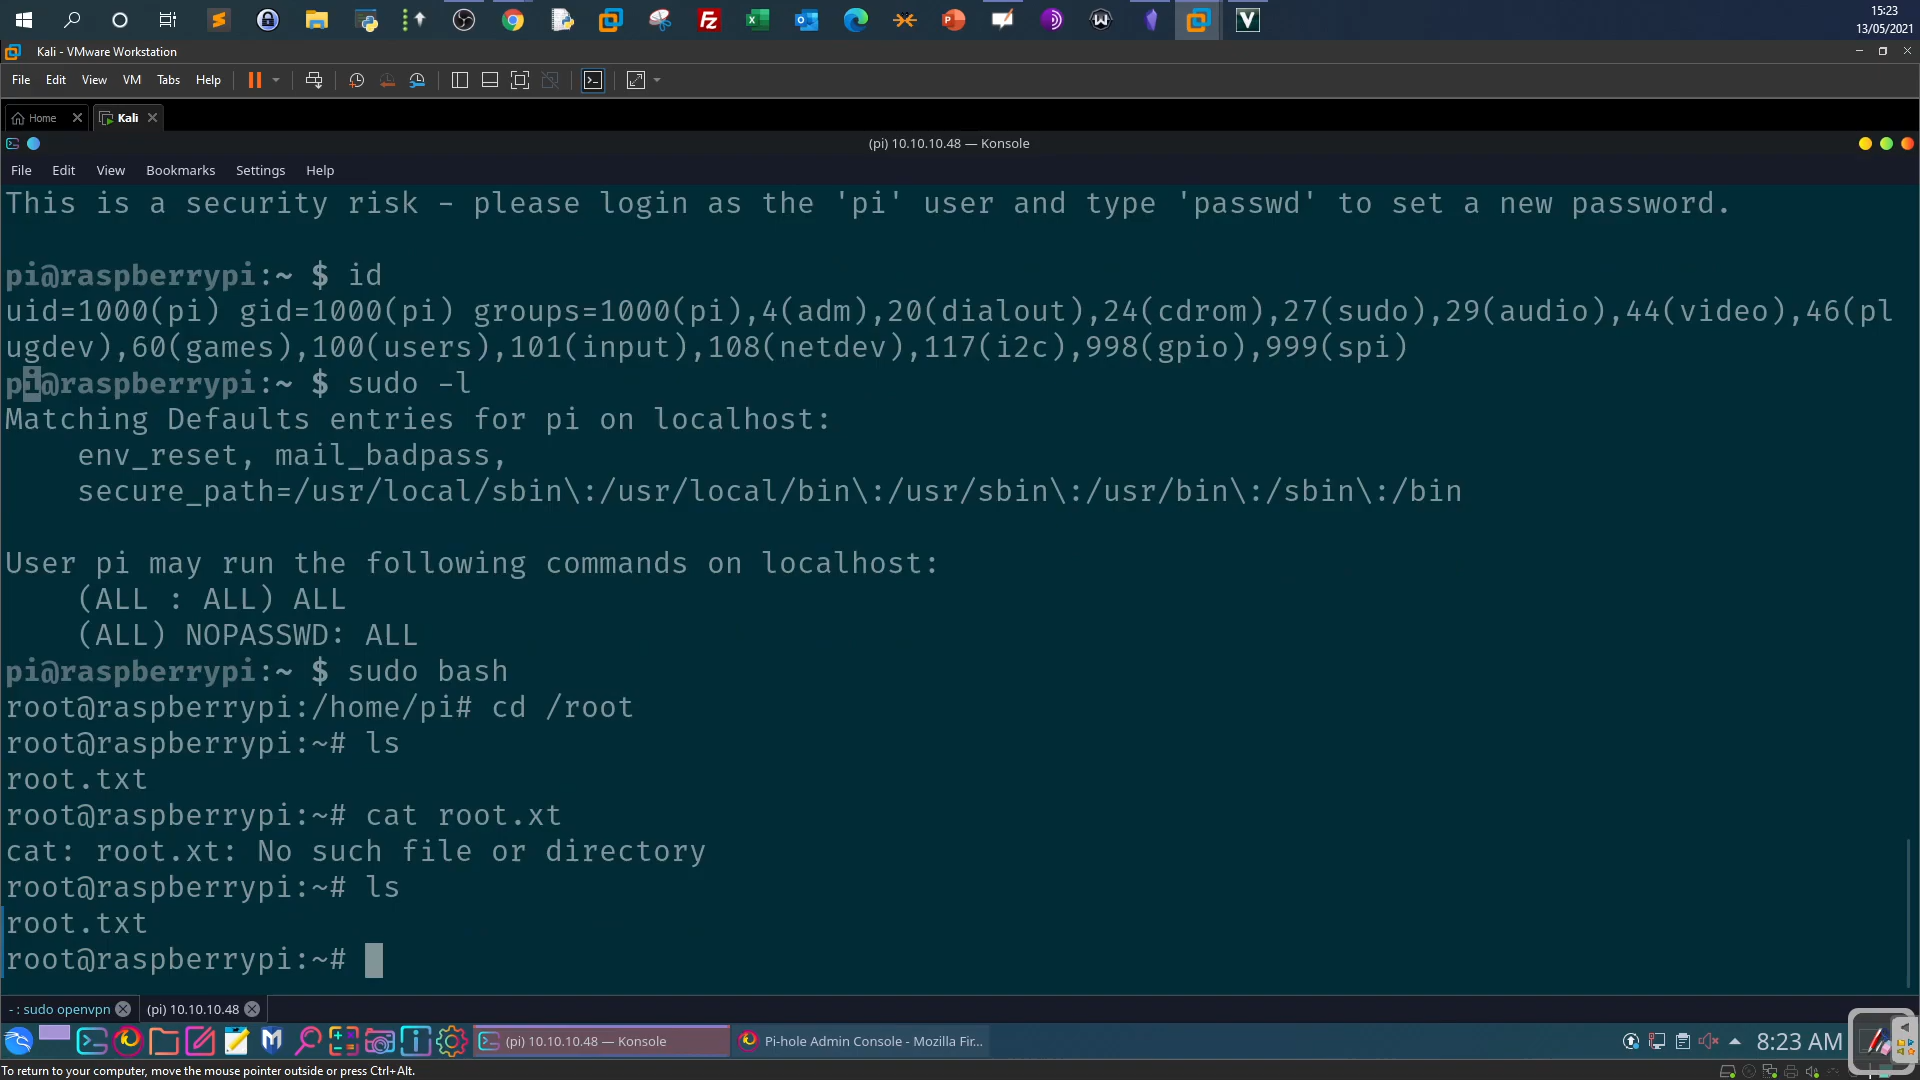 15:23
13/05/2021
Kali - VMware Workstation
File Edit View VM Tabs Help
Home Kali
(pi) 10.10.10.48 — Konsole
File Edit View Bookmarks Settings Help
This is a security risk - please login as the 'pi' user and type 'passwd' to set a new password.
pi@raspberrypi:~ $ id
uid=1000(pi) gid=1000(pi) groups=1000(pi),4(adm),20(dialout),24(cdrom),27(sudo),29(audio),44(video),46(pl
ugdev),60(games),100(users),101(input),108(netdev),117(i2c),998(gpio),999(spi)
pi@raspberrypi:~ $ sudo -l
Matching Defaults entries for pi on localhost:
env_reset, mail_badpass,
secure_path=/usr/local/sbin\:/usr/local/bin\:/usr/sbin\:/usr/bin\:/sbin\:/bin
User pi may run the following commands on localhost:
(ALL : ALL) ALL
(ALL) NOPASSWD: ALL
pi@raspberrypi:~ $ sudo bash
root@raspberrypi:/home/pi# cd /root
root@raspberrypi:~# ls
root.txt
root@raspberrypi:~# cat root.xt
cat: root.xt: No such file or directory
root@raspberrypi:~# ls
root.txt
root@raspberrypi:~#
- : sudo openvpn (pi) 10.10.10.48
(pi) 10.10.10.48 — Konsole Pi-hole Admin Console - Mozilla Fir... 8:23 AM
To return to your computer, move the mouse pointer outside or press Ctrl+Alt.